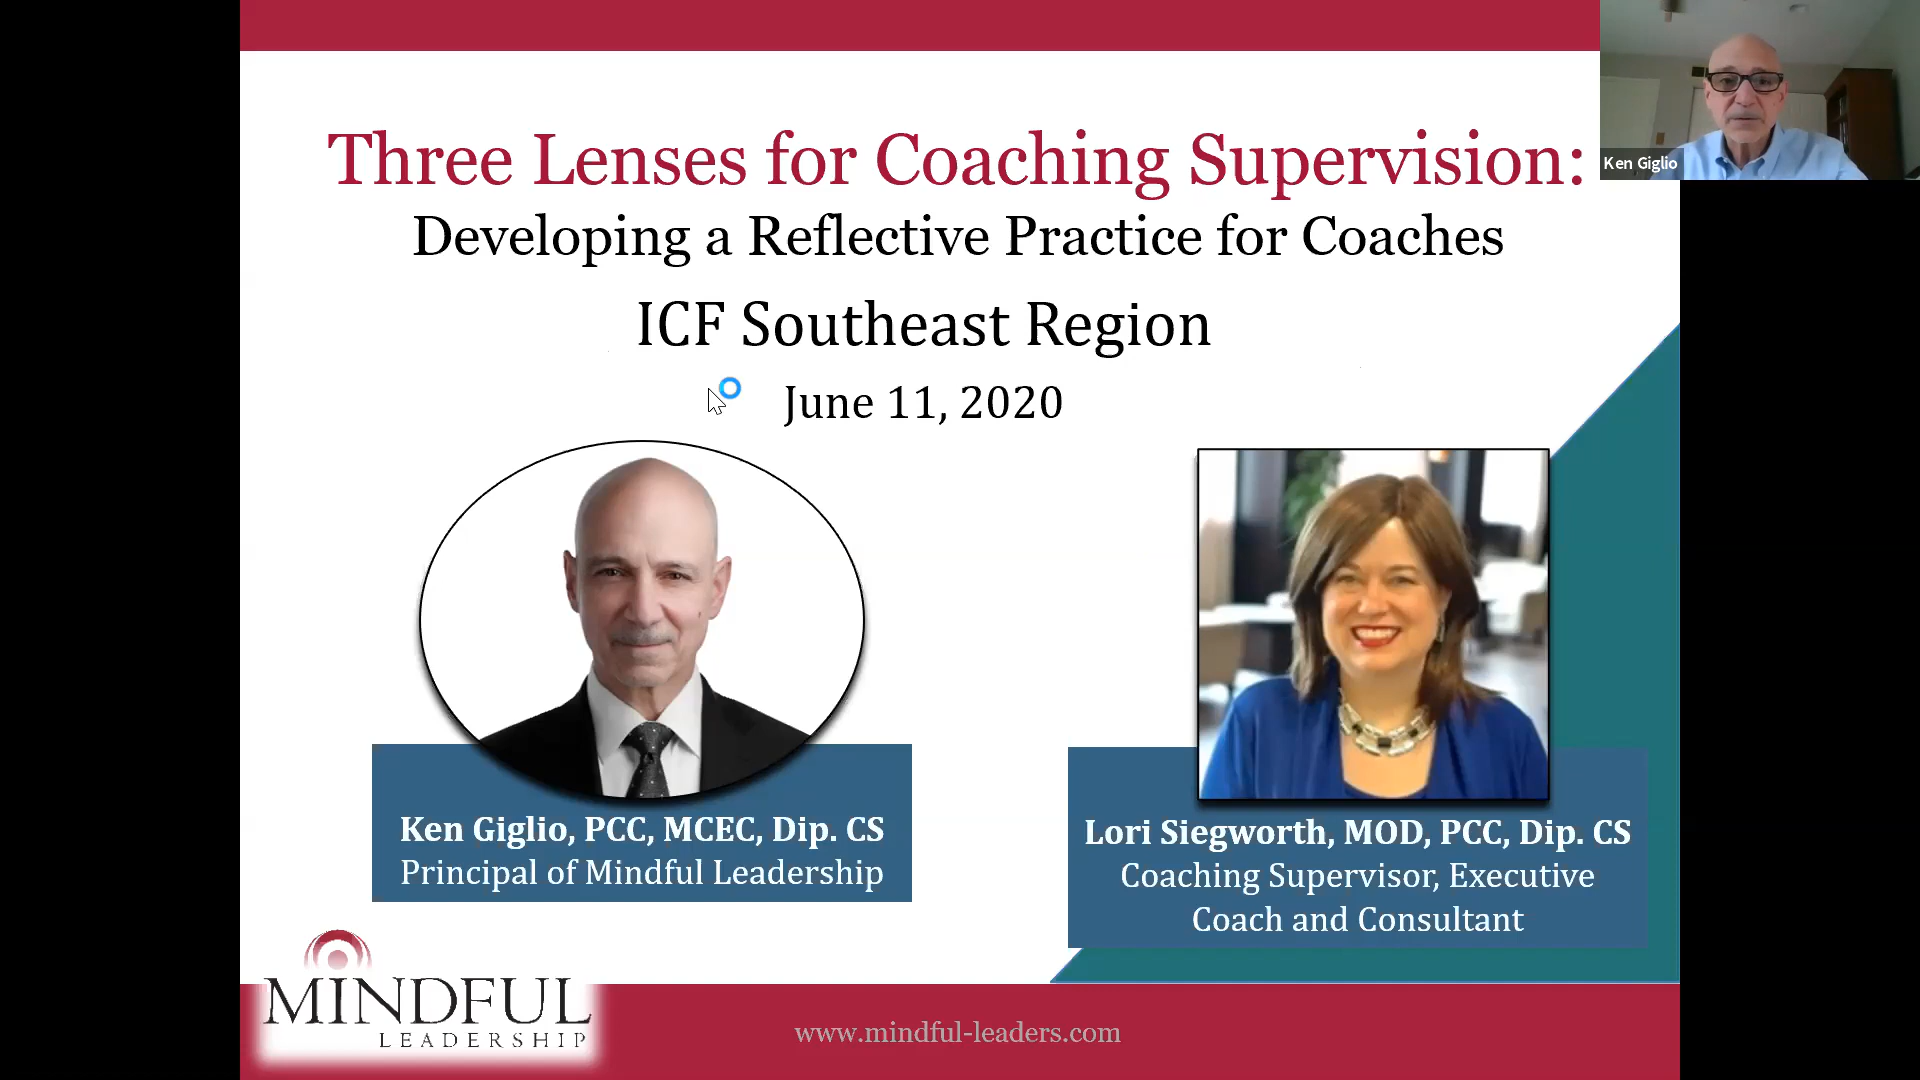 Three Lenses for Coaching Supervision:
Developing a Reflective Practice for Coaches
ICF Southeast Region
June 11, 2020
Ken Giglio
Ken Giglio, PCC, MCEC, Dip. CS
Principal of Mindful Leadership
Lori Siegworth, MOD, PCC, Dip. CS
Coaching Supervisor, Executive
Coach and Consultant
MINDFUL
LEADERSHIP
www.mindful-leaders.com